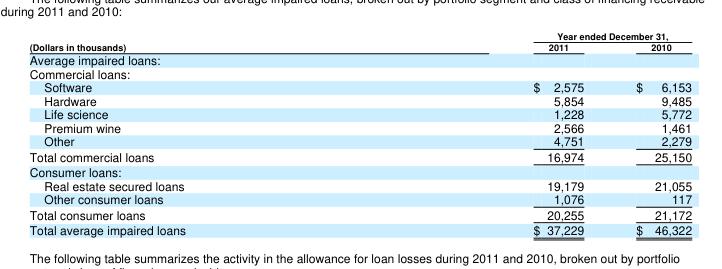 The following table summarizes our average impaired loans, broken out by portfolio segment and class of financing receivable
during 2011 and 2010:
Year ended December 31,
(Dollars in thousands) 2011 2010
Average impaired loans:
Commercial loans:
Software $ 2,575 $ 6,153
Hardware 5,854 9,485
Life science 1,228 5,772
Premium wine 2,566 1,461
Other 4,751 2,279
Total commercial loans 16,974 25,150
Consumer loans:
Real estate secured loans 19,179 21,055
Other consumer loans 1,076 117
Total consumer loans 20,255 21,172
Total average impaired loans $ 37,229 $ 46,322
The following table summarizes the activity in the allowance for loan losses during 2011 and 2010, broken out by portfolio